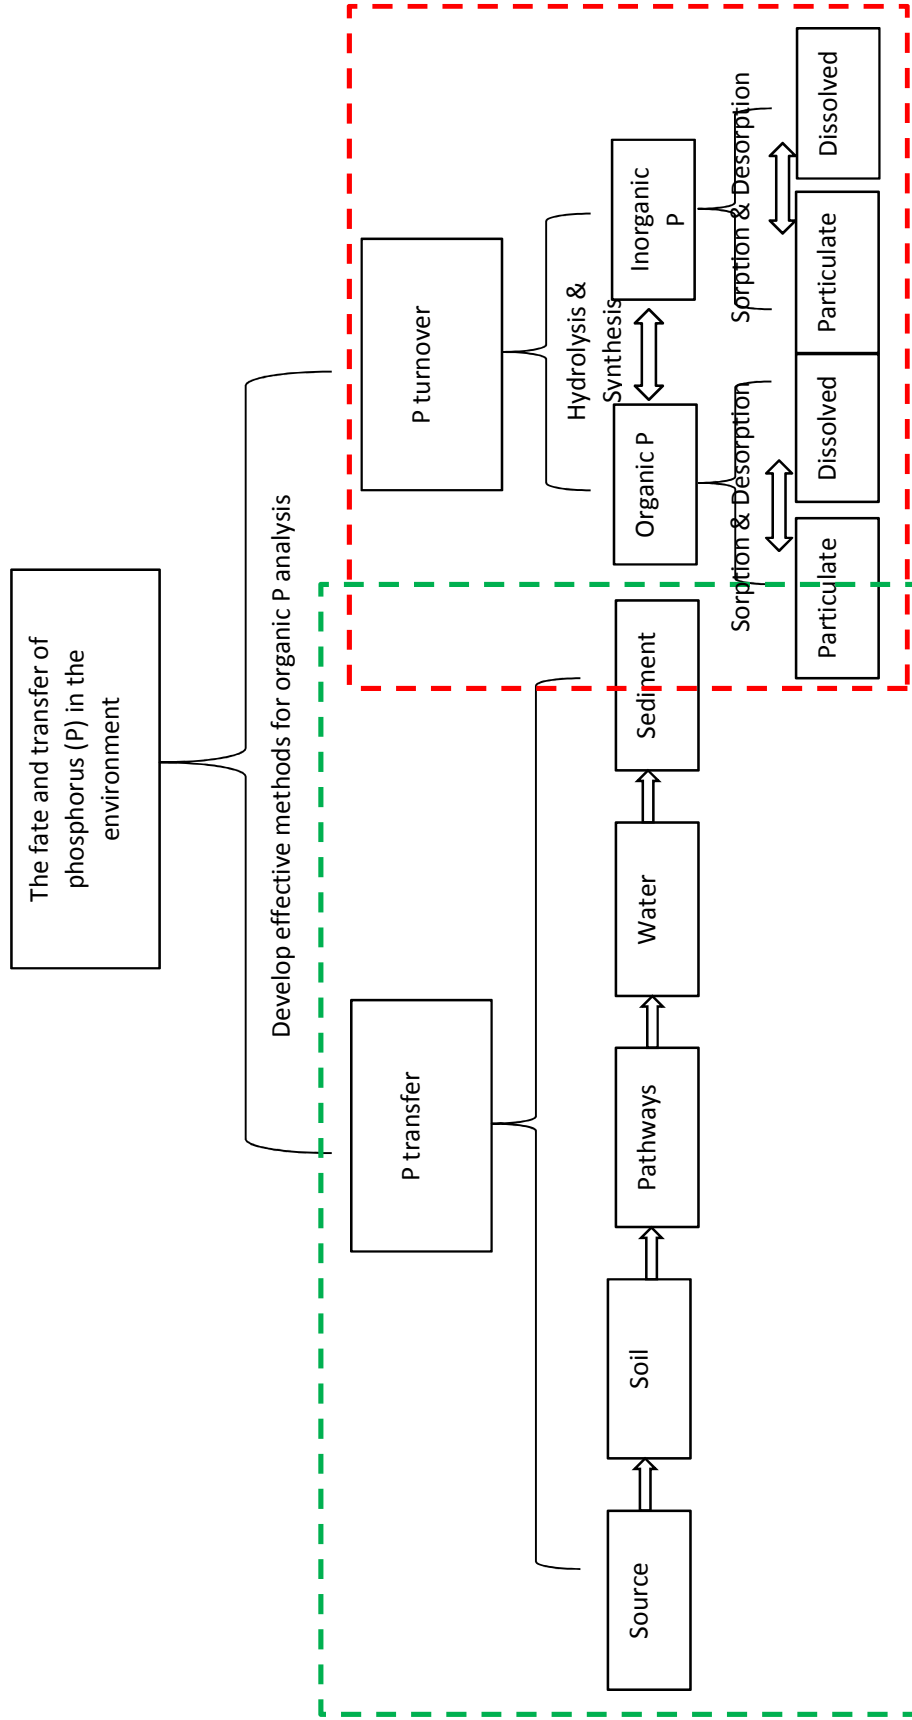 The fate and transfer of
phosphorus (P) in the
environment
Develop effective methods for organic P analysis
P transfer
P turnover
Hydrolysis &
Synthesis
Source
Soil
Pathways
Water
Sediment
Organic P
Inorganic
P
Sorption & Desorption
Sorption & Desorption
Particulate
Dissolved
Particulate
Dissolved